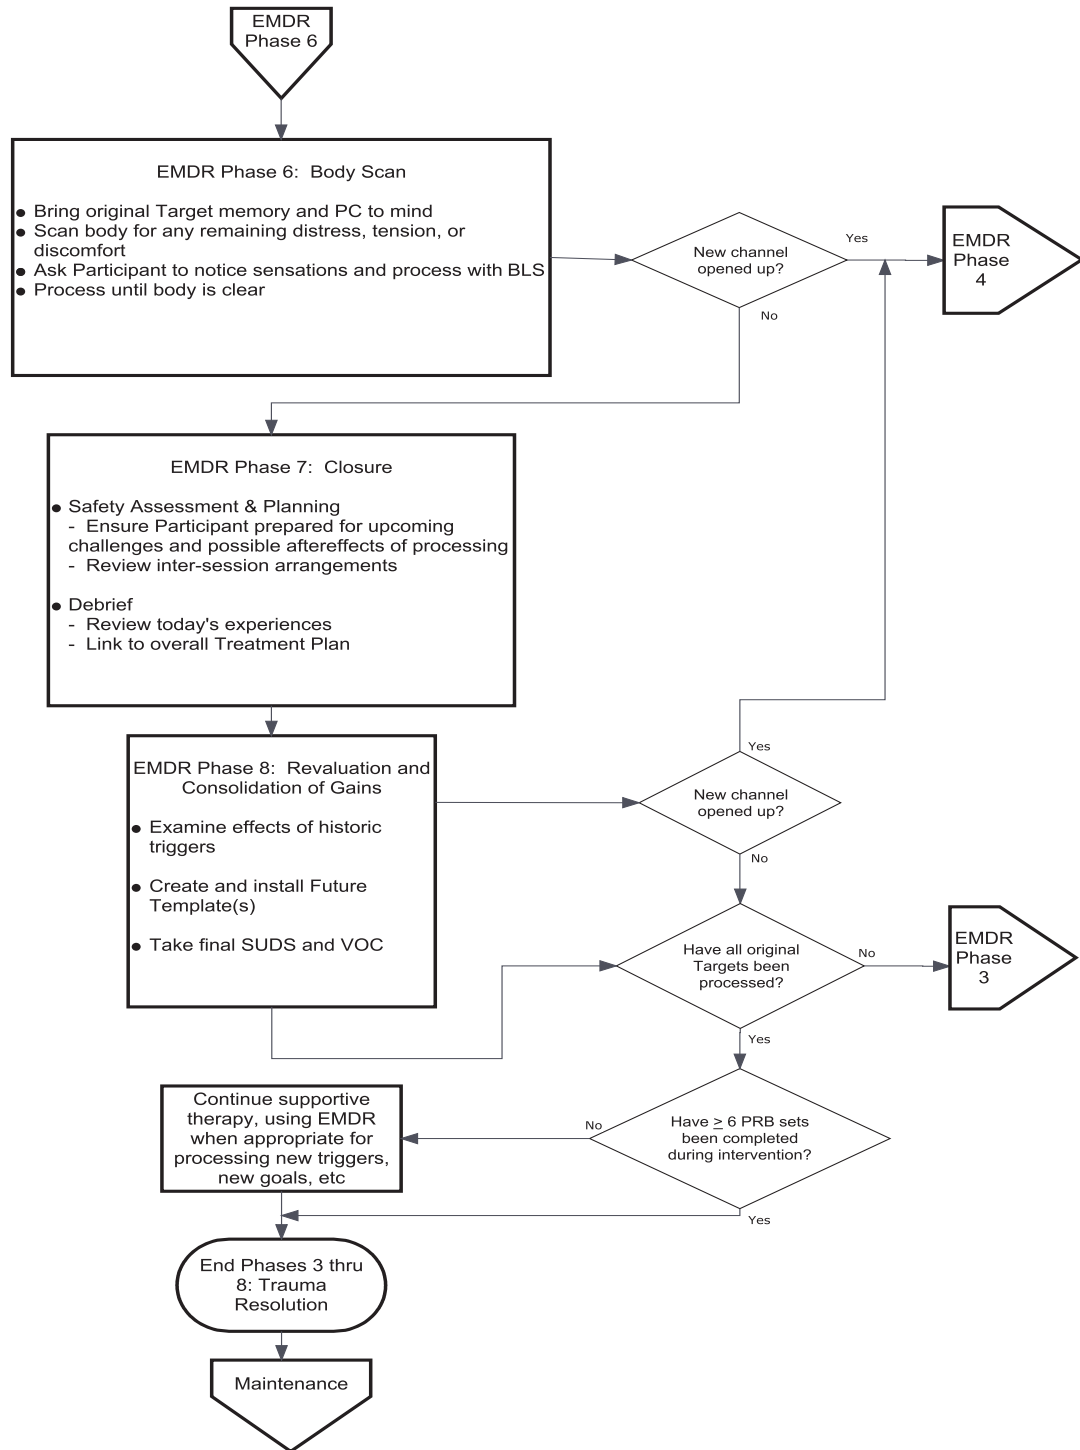 EMDR
Phase 6
EMDR Phase 6:  Body Scan
● Bring original Target memory and PC to mind
● Scan body for any remaining distress, tension, or
discomfort
● Ask Participant to notice sensations and process with BLS
● Process until body is clear
New channel
opened up?
Yes
No
EMDR
Phase
4
EMDR Phase 7:  Closure
● Safety Assessment & Planning
-  Ensure Participant prepared for upcoming
challenges and possible aftereffects of processing
-  Review inter-session arrangements
● Debrief
-  Review today's experiences
-  Link to overall Treatment Plan
EMDR Phase 8:  Revaluation and
Consolidation of Gains
● Examine effects of historic
triggers
● Create and install Future
Template(s)
● Take final SUDS and VOC
Yes
New channel
opened up?
No
Have all original
Targets been
processed?
No
EMDR
Phase
3
Yes
Have ≥ 6 PRB sets
been completed
during intervention?
No
Yes
Continue supportive
therapy, using EMDR
when appropriate for
processing new triggers,
new goals, etc
End Phases 3 thru
8: Trauma
Resolution
Maintenance